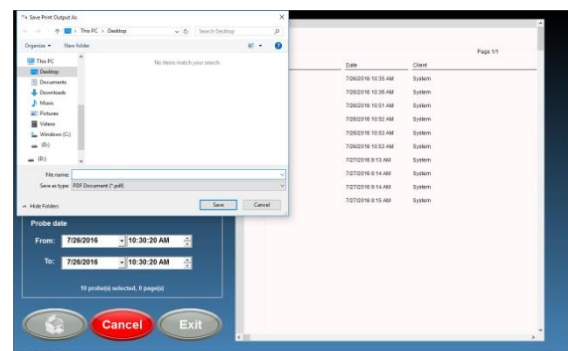 Save Print Output As
This PC > Desktop
Search Desktop
Organize
New folder
This PC
Desktop
Documents
Downloads
Music
Pictures
Videos
Windows (C:)
(D:)
(D:)
No items match your search.
File name:
Save as type: PDF Document (*.pdf)
Hide Folders
Save
Cancel
Page 1/1
Date Client
7/26/2016 10:35 AM System
7/26/2016 10:36 AM System
7/26/2016 10:51 AM System
7/26/2016 10:52 AM System
7/26/2016 10:53 AM System
7/26/2016 10:53 AM System
7/27/2016 9:13 AM System
7/27/2016 9:14 AM System
7/27/2016 9:14 AM System
7/27/2016 9:15 AM System
Probe date
From: 7/26/2016 10:30:20 AM
To: 7/26/2016 10:30:20 AM
10 probe(s) selected, 0 page(s)
Cancel
Exit